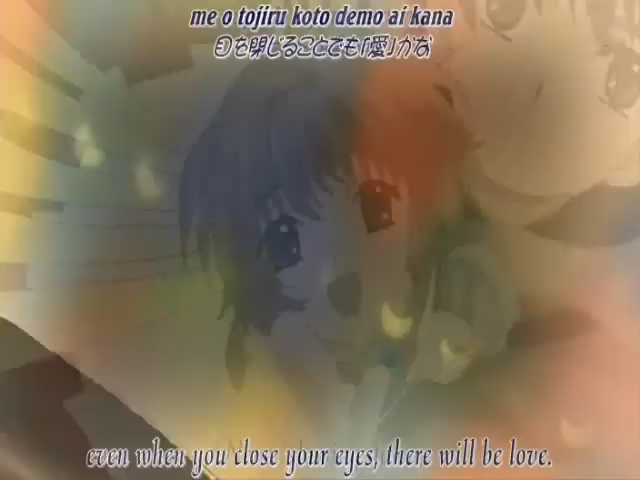 me o tojiru koto demo ai kana
目を閉じることでも「愛」かな
even when you close your eyes, there will be love.